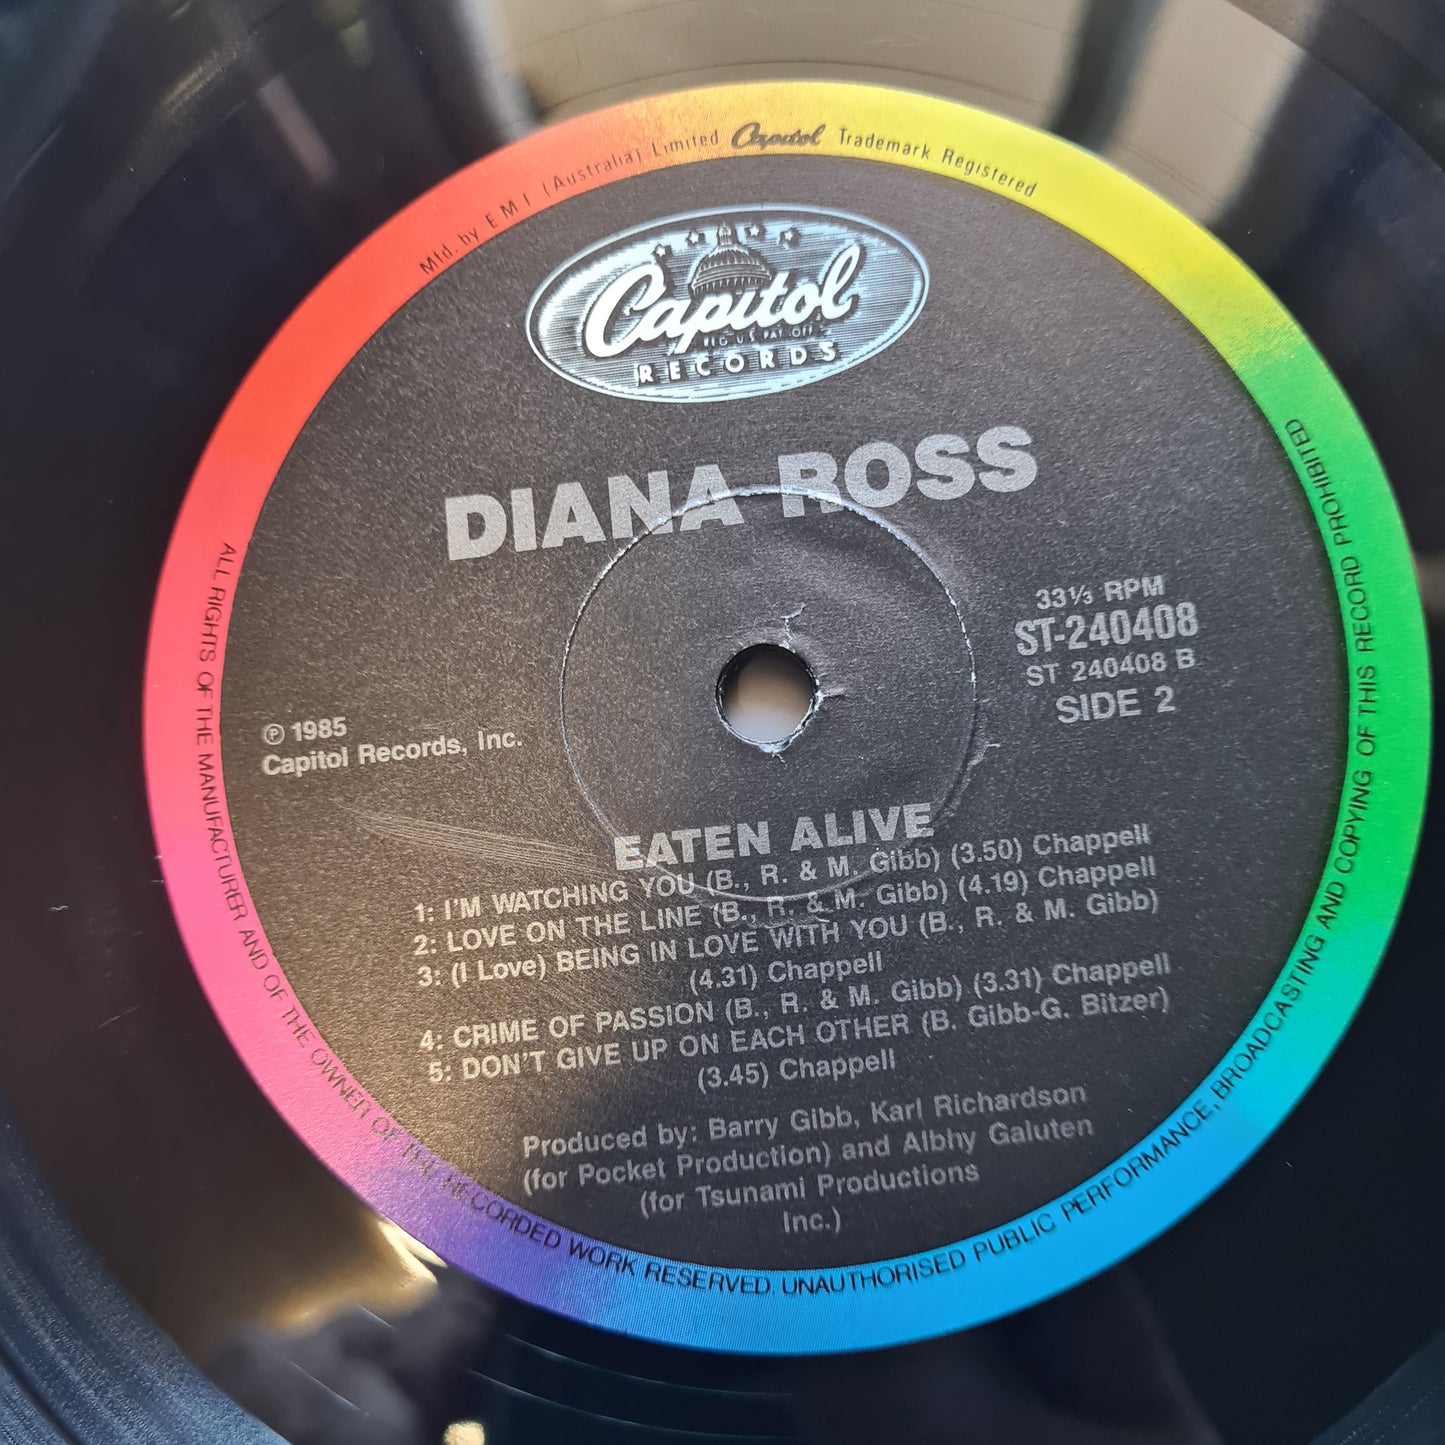 Mfd. by E M I (Australia) Limited Capitol Trademark Registered
Capitol
REG US PAT OFF
RECORDS
DIANA ROSS
33⅓ RPM
ST-240408
ST 240408 B
SIDE 2
℗ 1985
Capitol Records, Inc.
EATEN ALIVE
1: I'M WATCHING YOU (B., R. & M. Gibb) (3.50) Chappell
2: LOVE ON THE LINE (B., R. & M. Gibb) (4.19) Chappell
3: (I Love) BEING IN LOVE WITH YOU (B., R. & M. Gibb)
(4.31) Chappell
4: CRIME OF PASSION (B., R. & M. Gibb) (3.31) Chappell
5: DON'T GIVE UP ON EACH OTHER (B. Gibb-G. Bitzer)
(3.45) Chappell
Produced by: Barry Gibb, Karl Richardson
(for Pocket Production) and Albhy Galuten
(for Tsunami Productions
Inc.)
ALL RIGHTS OF THE MANUFACTURER AND OF THE OWNER OF THE RECORDED WORK RESERVED. UNAUTHORISED PUBLIC PERFORMANCE, BROADCASTING AND COPYING OF THIS RECORD PROHIBITED